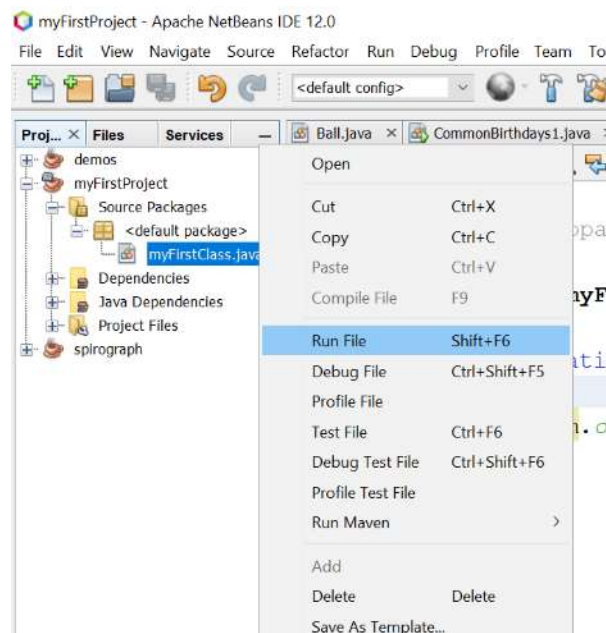 myFirstProject - Apache NetBeans IDE 12.0
File Edit View Navigate Source Refactor Run Debug Profile Team To
<default config>
Proj... × Files Services — Ball.java × CommonBirthdays1.java
demos
myFirstProject
Source Packages
<default package>
myFirstClass.java
Dependencies
Java Dependencies
Project Files
spirograph
Open
Cut Ctrl+X
Copy Ctrl+C
Paste Ctrl+V
Compile File F9
Run File Shift+F6
Debug File Ctrl+Shift+F5
Profile File
Test File Ctrl+F6
Debug Test File Ctrl+Shift+F6
Profile Test File
Run Maven >
Add
Delete Delete
Save As Template...